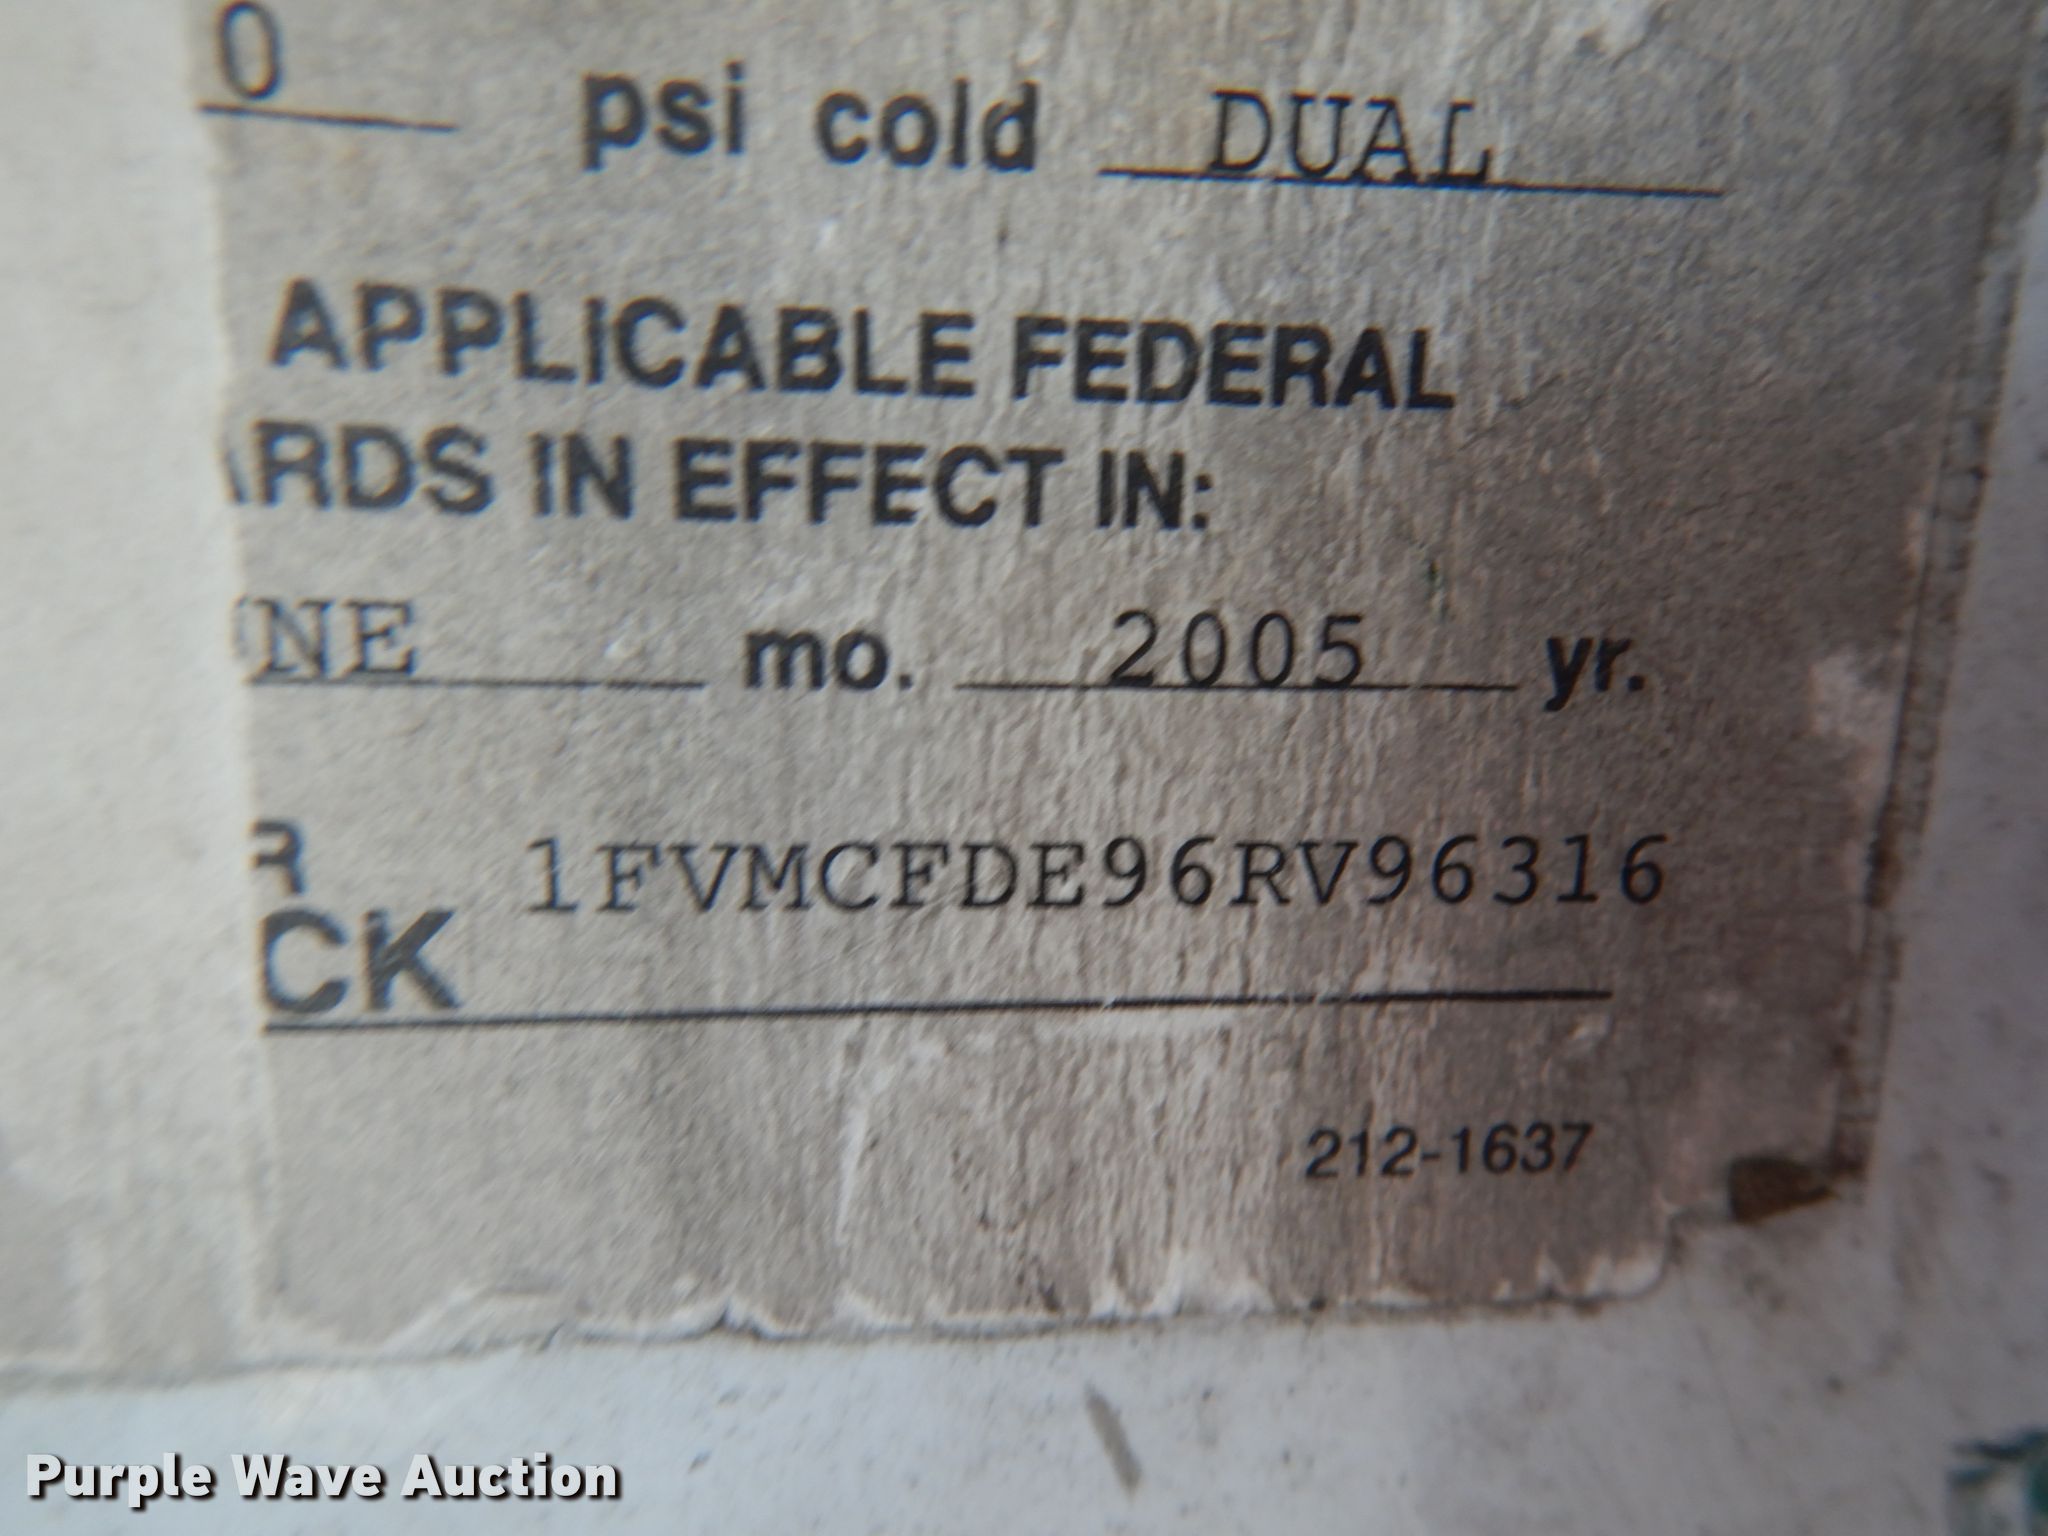 0 psi cold DUAL
APPLICABLE FEDERAL
ARDS IN EFFECT IN:
NE mo. 2005 yr.
R
CK 1FVMCFDE96RV96316
212-1637
Purple Wave Auction